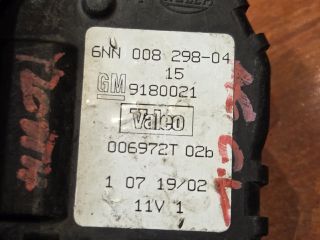 6NN 008 298-04
15
GM 9180021
Valeo
006972T 02b
1 07 19/02
11V 1